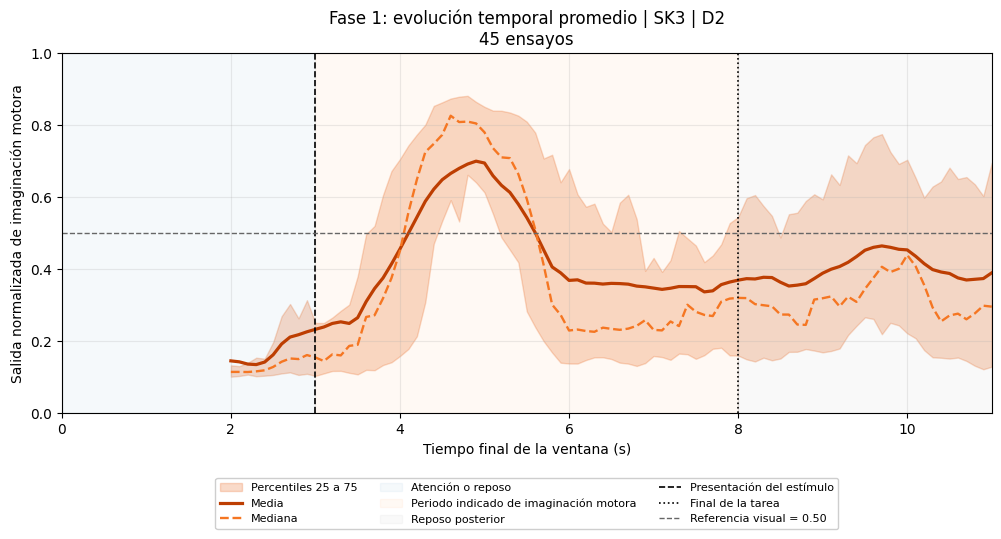 Fase 1: evolución temporal promedio | SK3 | D2
45 ensayos
Salida normalizada de imaginación motora
1.0
0.8
0.6
0.4
0.2
0.0
0
2
4
6
8
10
Tiempo final de la ventana (s)
Percentiles 25 a 75
Media
Mediana
Atención o reposo
Periodo indicado de imaginación motora
Reposo posterior
Presentación del estímulo
Final de la tarea
Referencia visual = 0.50